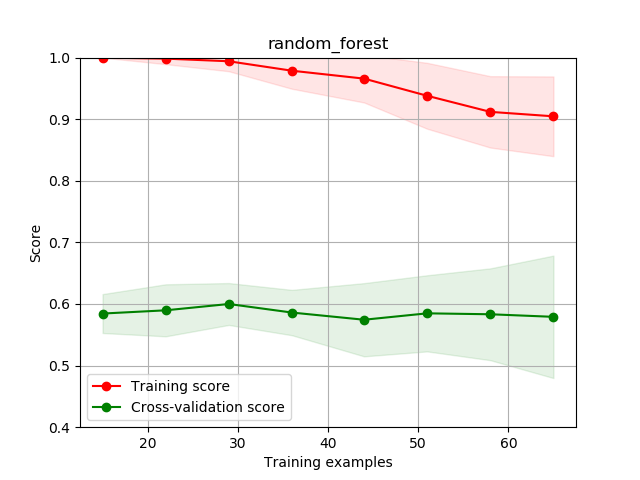 random_forest
1.0
0.9
0.8
0.7
0.6
0.5
0.4
Score
Training score
Cross-validation score
20 30 40 50 60
Training examples